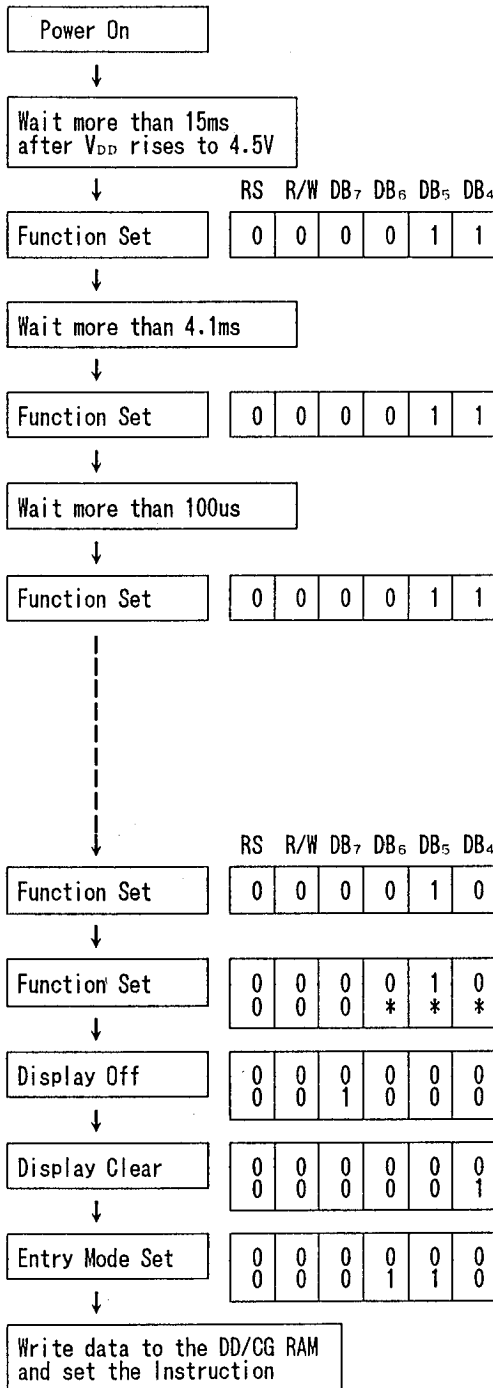 Power On
↓
Wait more than 15ms
after V_DD rises to 4.5V
↓
RS R/W DB₇ DB₆ DB₅ DB₄
Function Set 0 0 0 0 1 1
↓
Wait more than 4.1ms
↓
Function Set 0 0 0 0 1 1
↓
Wait more than 100us
↓
Function Set 0 0 0 0 1 1
RS R/W DB₇ DB₆ DB₅ DB₄
Function Set 0 0 0 0 1 0
↓
Function Set 0 0 0 0 1 0
0 0 0 * * *
↓
Display Off 0 0 0 0 0 0
0 0 1 0 0 0
↓
Display Clear 0 0 0 0 0 0
0 0 0 0 0 1
↓
Entry Mode Set 0 0 0 0 0 0
0 0 0 1 1 0
↓
Write data to the DD/CG RAM
and set the Instruction